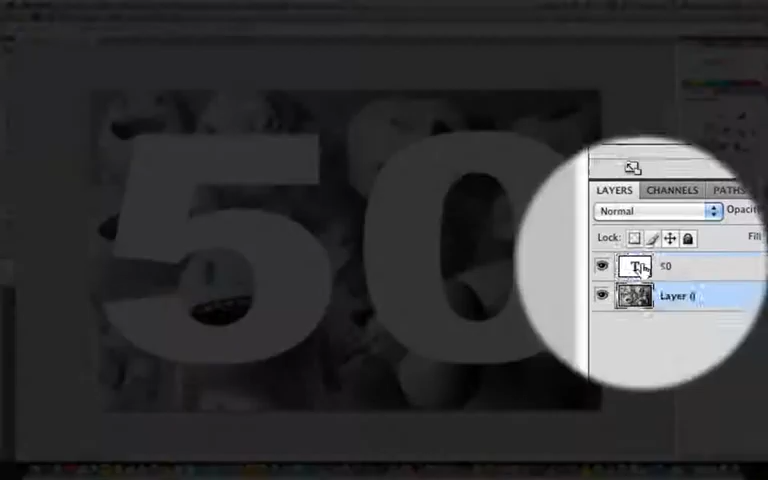 50
LAYERS CHANNELS PATHS
Normal Opacit
Lock: Fill
T 50
Layer 0